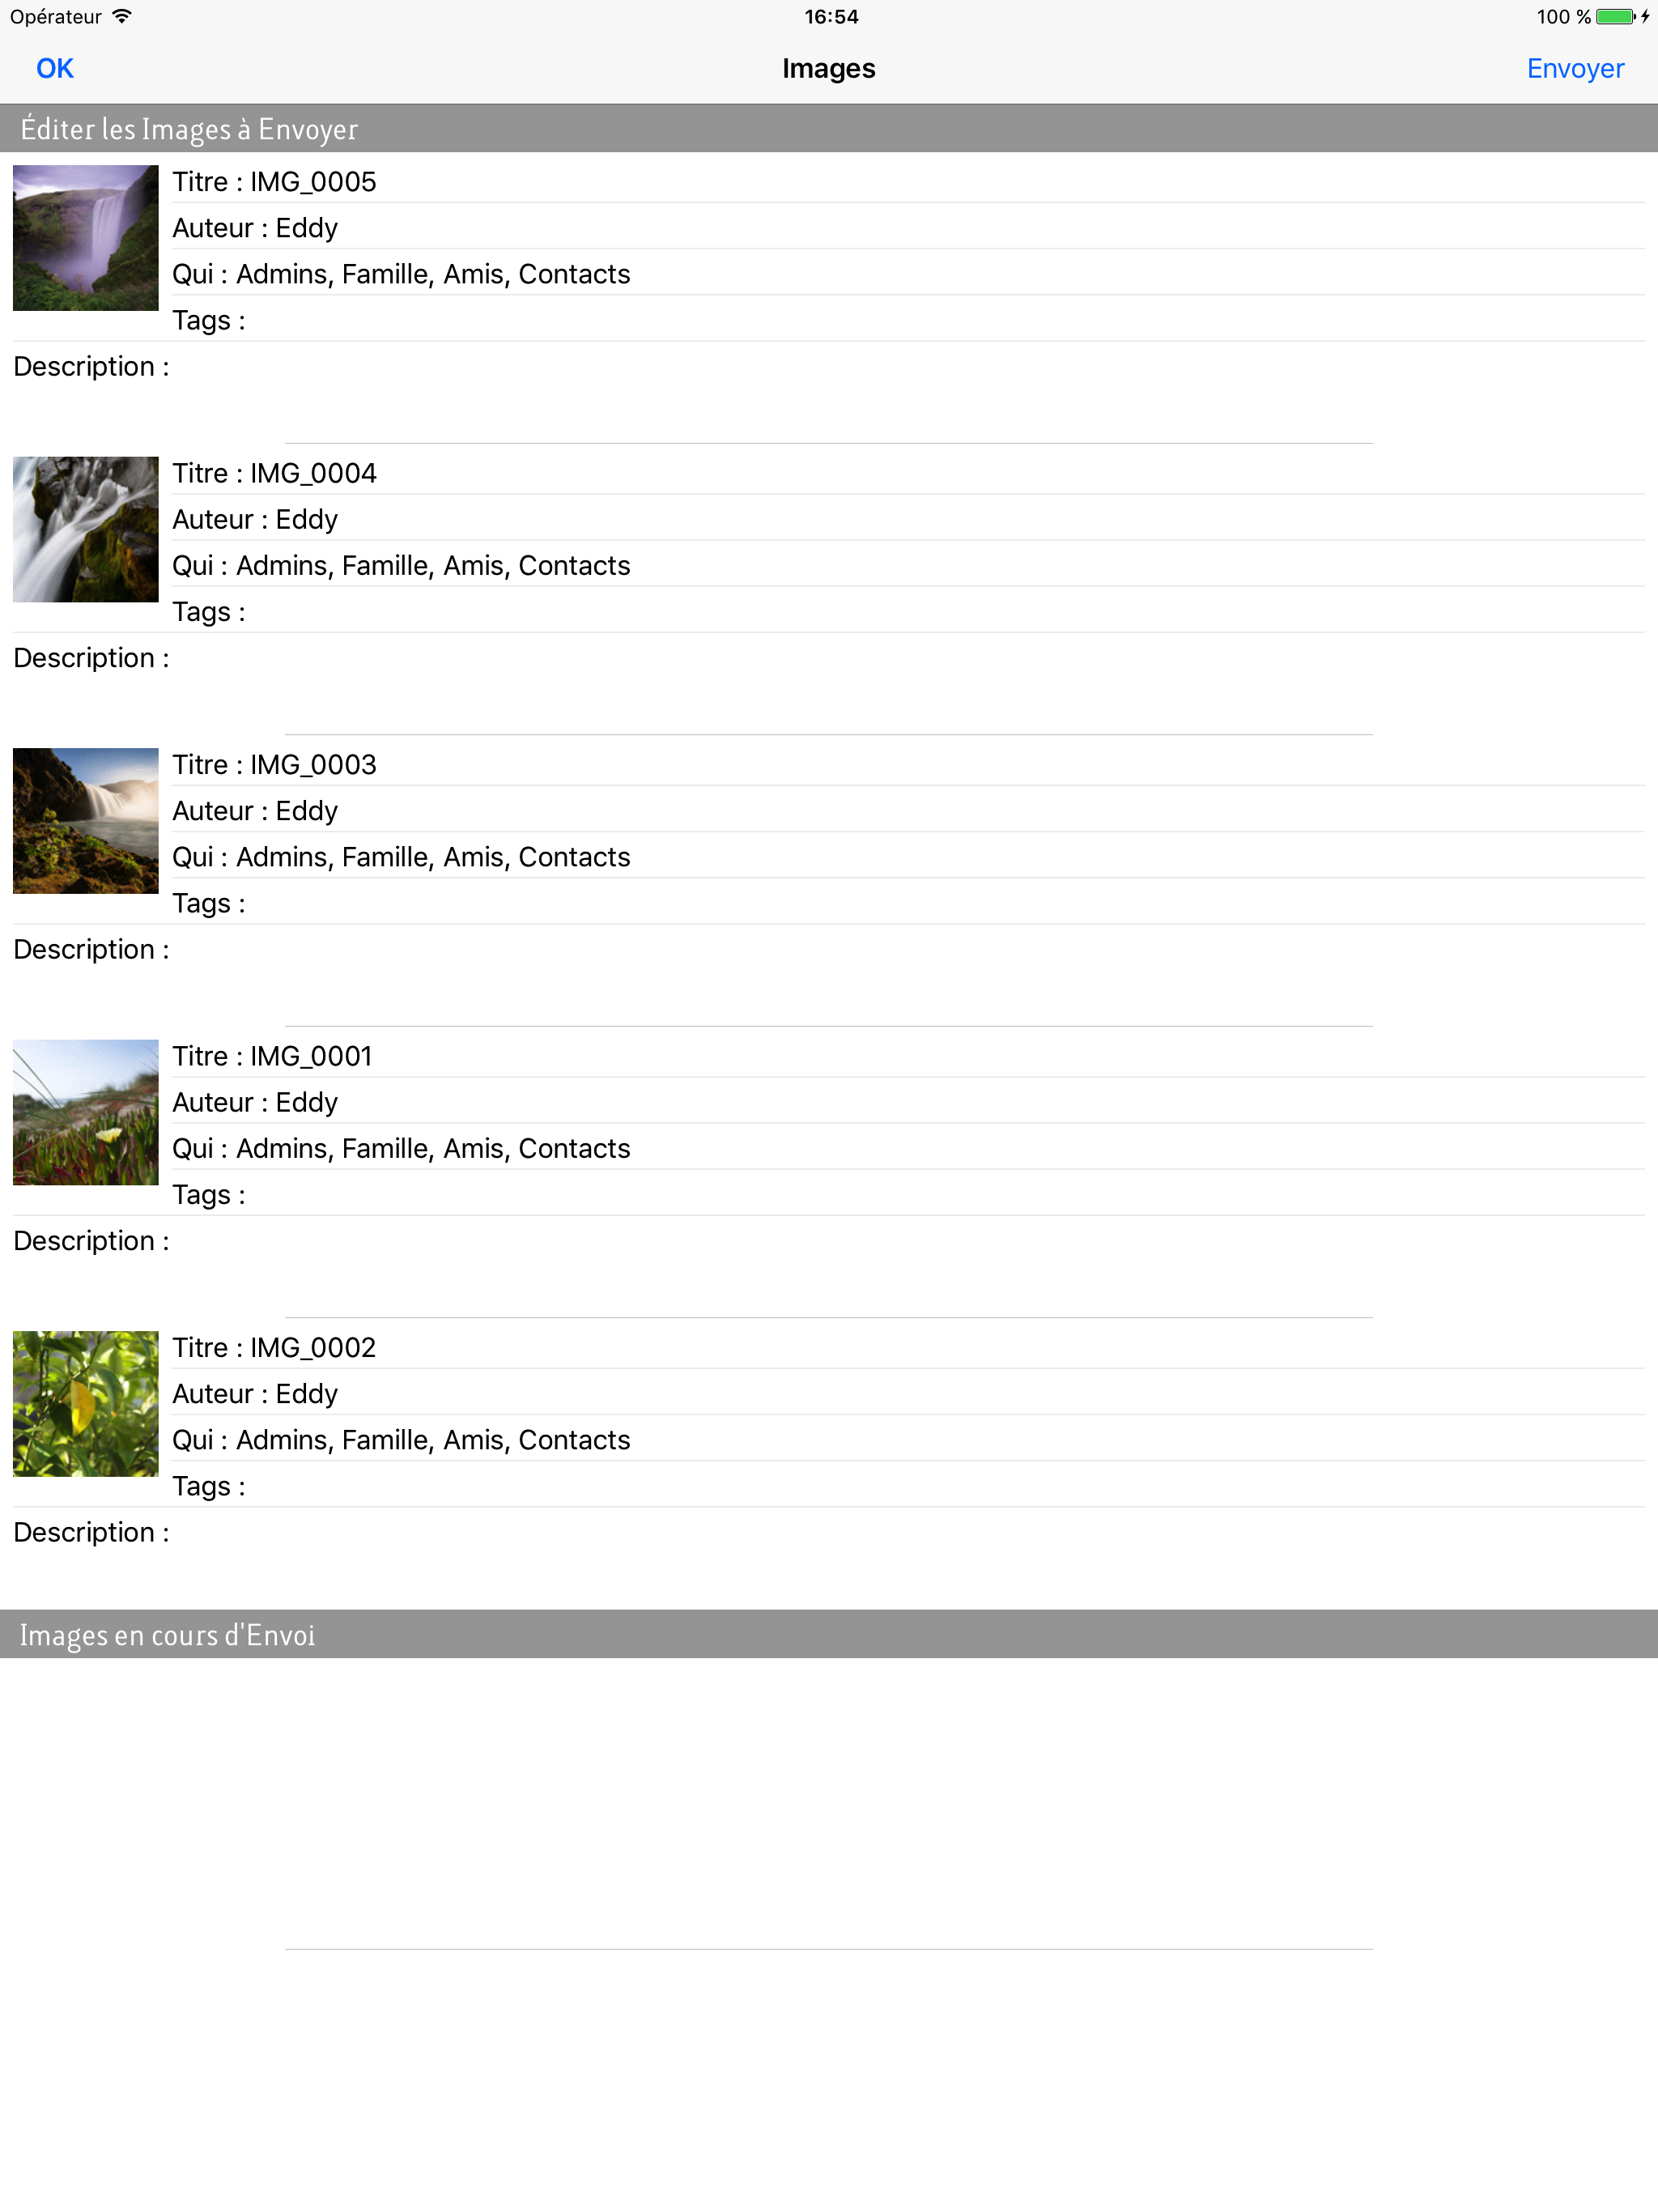 Opérateur 16:54 100 %
OK Images Envoyer
Éditer les Images à Envoyer
Titre : IMG_0005
Auteur : Eddy
Qui : Admins, Famille, Amis, Contacts
Tags :
Description :
Titre : IMG_0004
Auteur : Eddy
Qui : Admins, Famille, Amis, Contacts
Tags :
Description :
Titre : IMG_0003
Auteur : Eddy
Qui : Admins, Famille, Amis, Contacts
Tags :
Description :
Titre : IMG_0001
Auteur : Eddy
Qui : Admins, Famille, Amis, Contacts
Tags :
Description :
Titre : IMG_0002
Auteur : Eddy
Qui : Admins, Famille, Amis, Contacts
Tags :
Description :
Images en cours d'Envoi